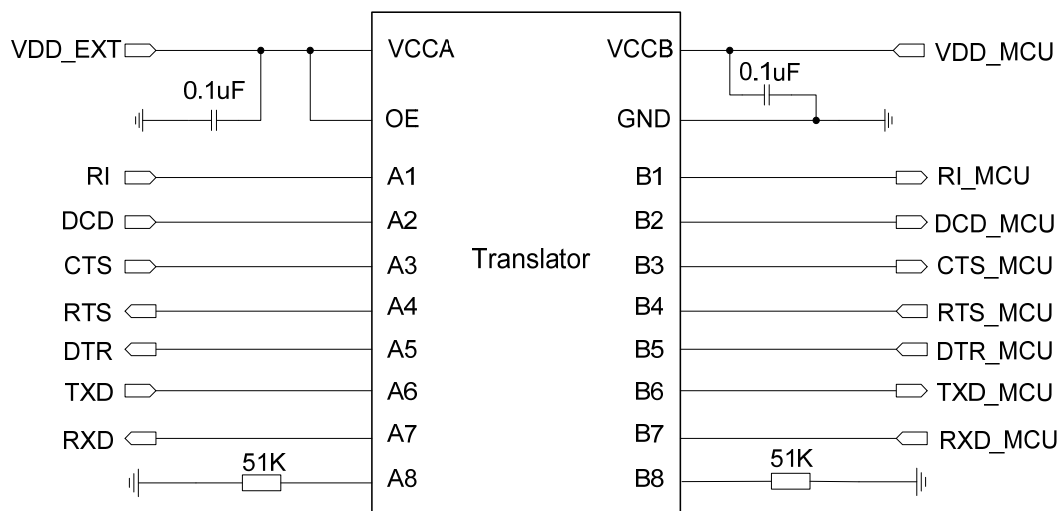 VDD_EXT VCCA VCCB VDD_MCU
0.1uF 0.1uF
OE GND
RI A1 B1 RI_MCU
DCD A2 B2 DCD_MCU
CTS A3 Translator B3 CTS_MCU
RTS A4 B4 RTS_MCU
DTR A5 B5 DTR_MCU
TXD A6 B6 TXD_MCU
RXD A7 B7 RXD_MCU
51K A8 B8 51K